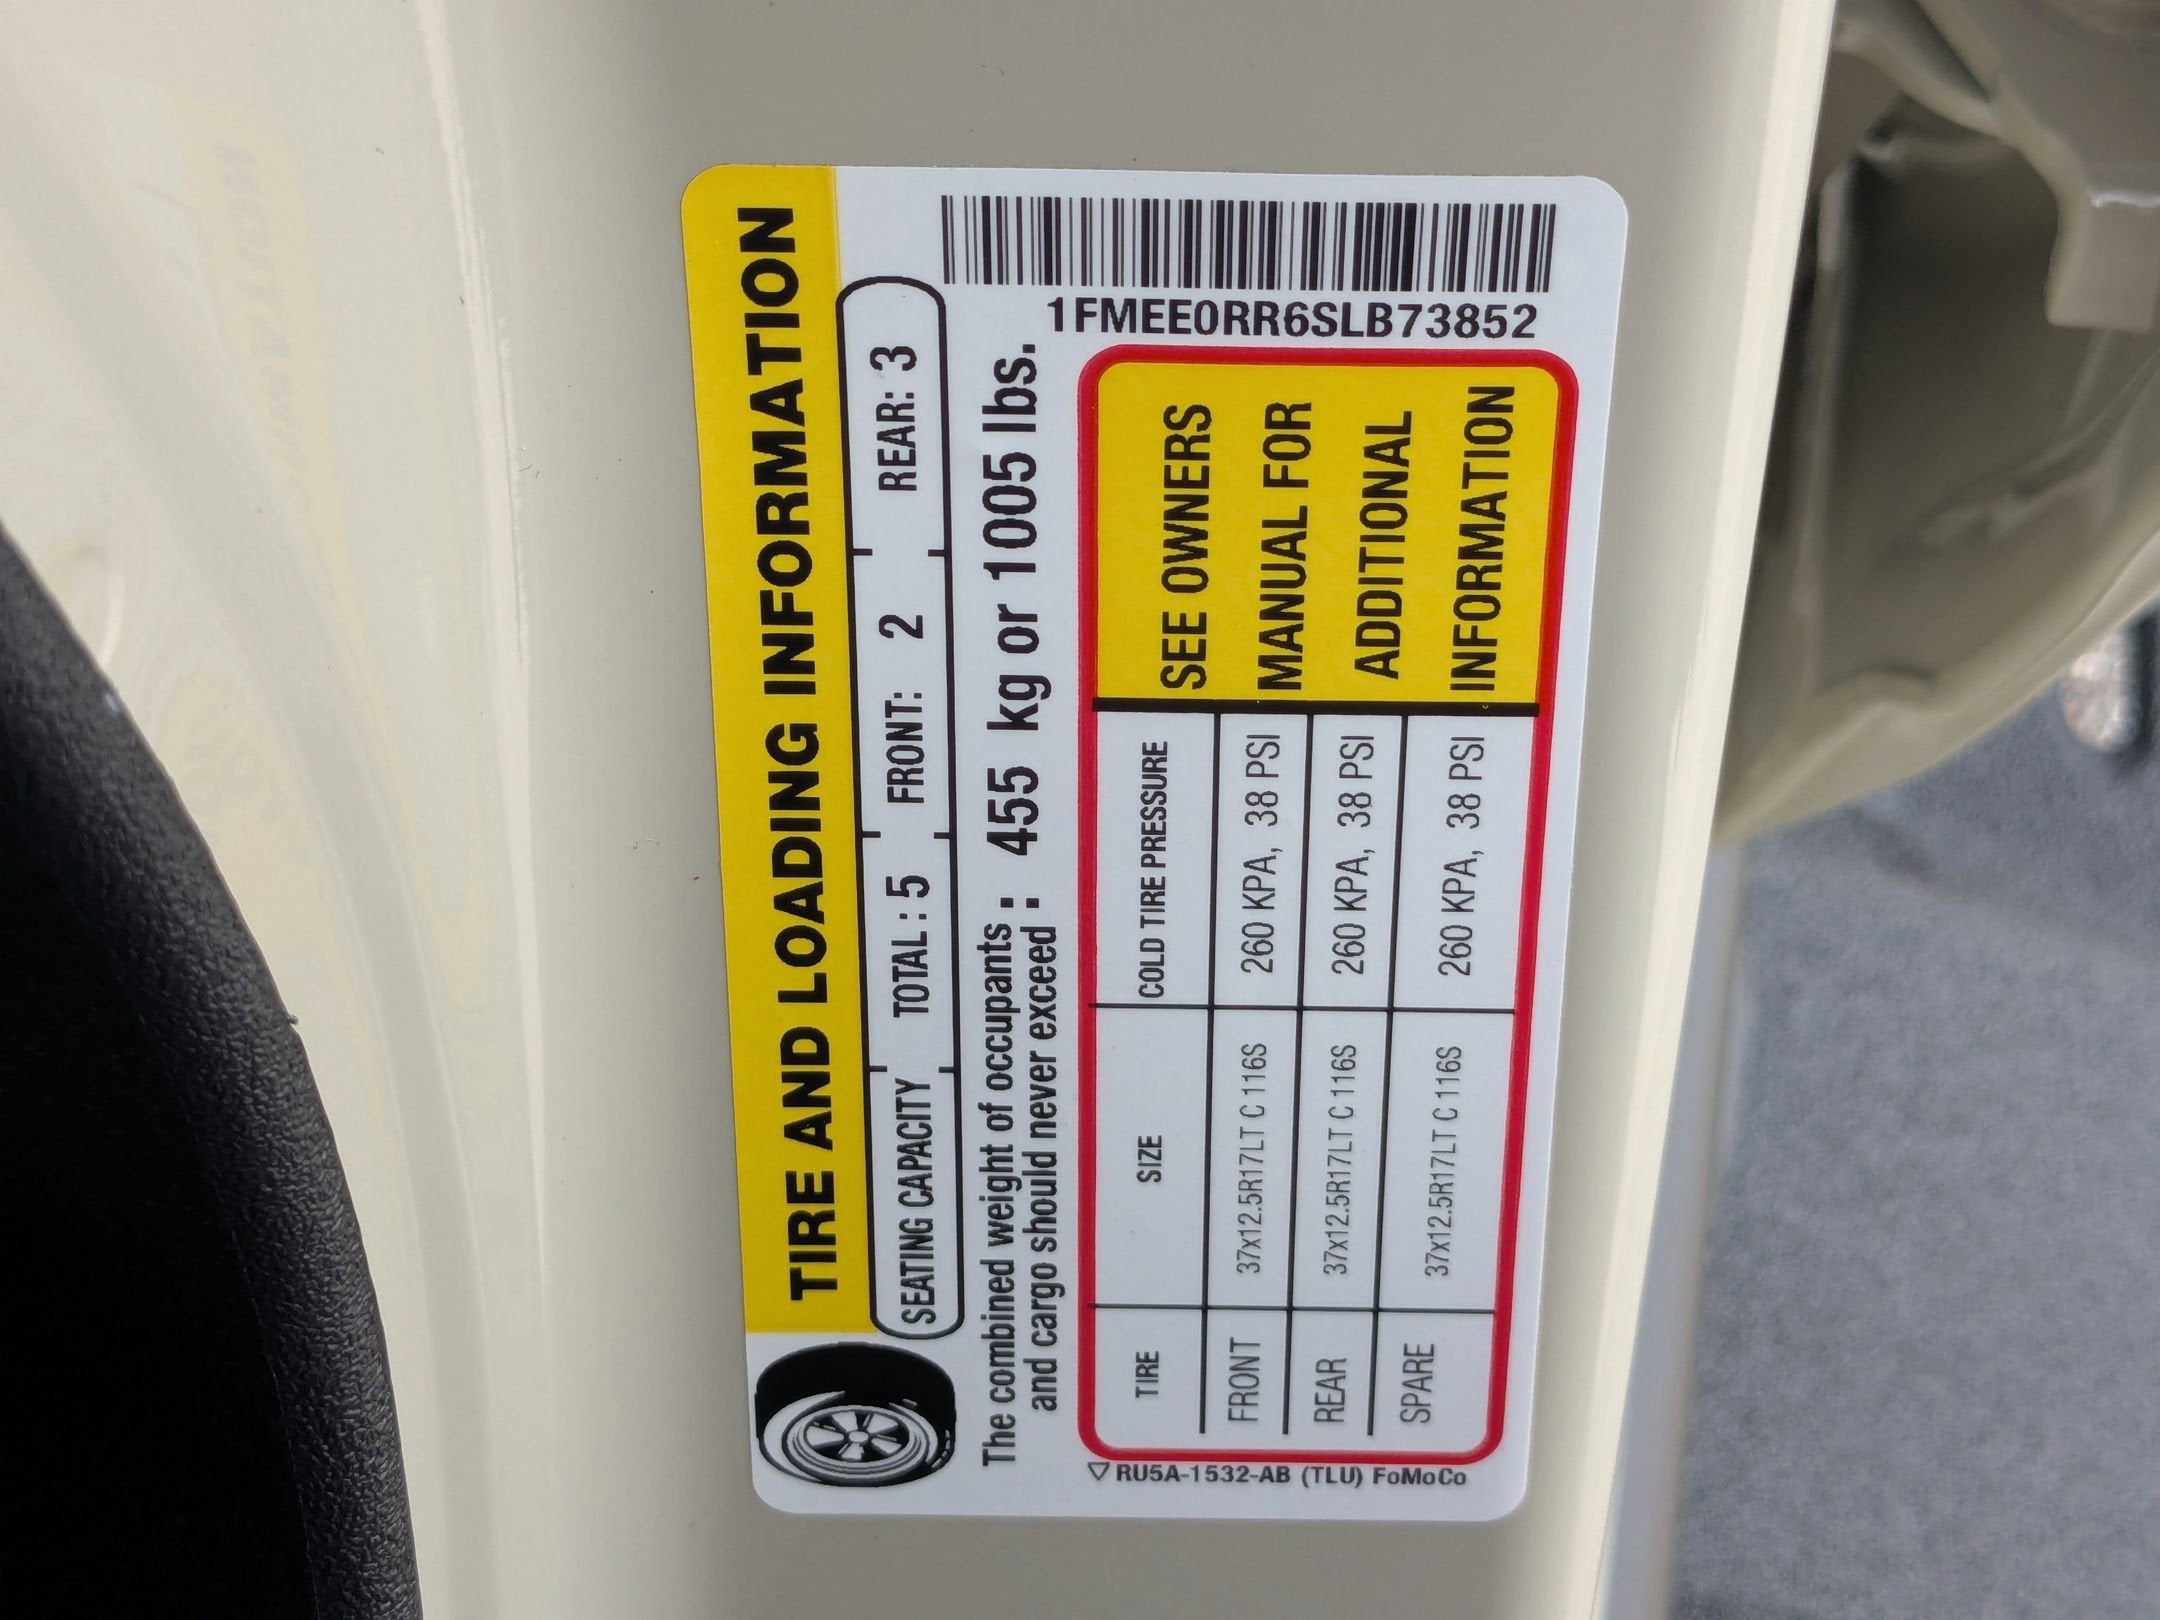 TIRE AND LOADING INFORMATION
SEATING CAPACITY TOTAL : 5 FRONT: 2 REAR: 3
The combined weight of occupants : 455 kg or 1005 lbs.
and cargo should never exceed :
1FMEE0RR6SLB73852
TIRE SIZE COLD TIRE PRESSURE
FRONT 37x12.5R17LT C 116S 260 KPA, 38 PSI
REAR 37x12.5R17LT C 116S 260 KPA, 38 PSI
SPARE 37x12.5R17LT C 116S 260 KPA, 38 PSI
SEE OWNERS
MANUAL FOR
ADDITIONAL
INFORMATION
RU5A-1532-AB (TLU) FoMoCo